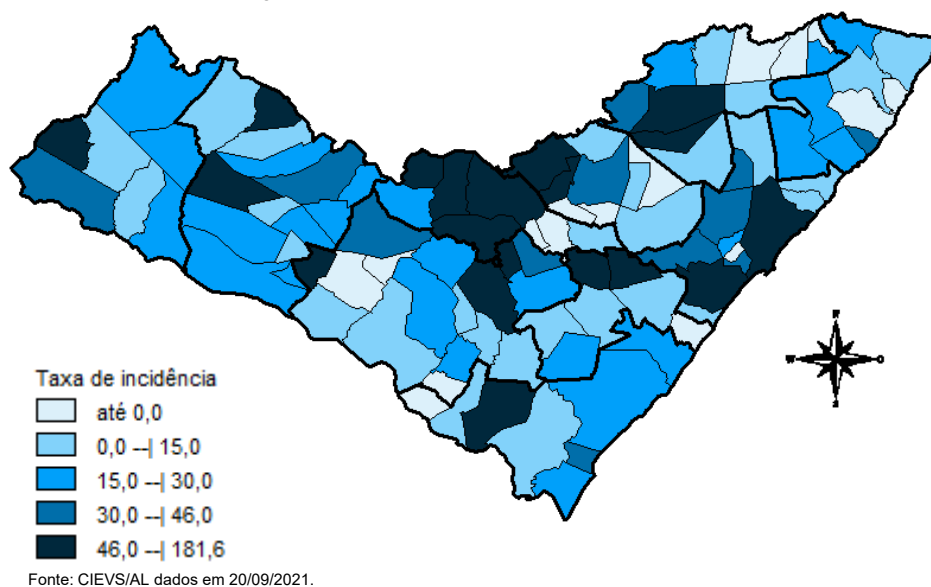 N
W
O
S
Taxa de incidência
até 0,0
0,0 --| 15,0
15,0 --| 30,0
30,0 --| 46,0
46,0 --| 181,6
Fonte: CIEVS/AL dados em 20/09/2021.